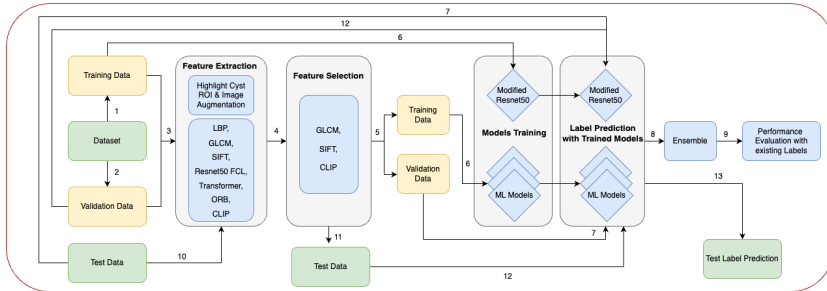 7
12
6
Training Data
1
Dataset
2
Validation Data
Test Data
3
10
Feature Extraction
Highlight Cyst
ROI & Image
Augmentation
LBP,
GLCM,
SIFT,
Resnet50 FCL,
Transformer,
ORB,
CLIP
4
Feature Selection
GLCM,
SIFT,
CLIP
11
Test Data
5
Training
Data
Validation
Data
6
7
12
Modified
Resnet50
Models Training
ML Models
Modified
Resnet50
Label Prediction
with Trained Models
ML Models
8
Ensemble
9
Performance
Evaluation with
existing Labels
13
Test Label Prediction